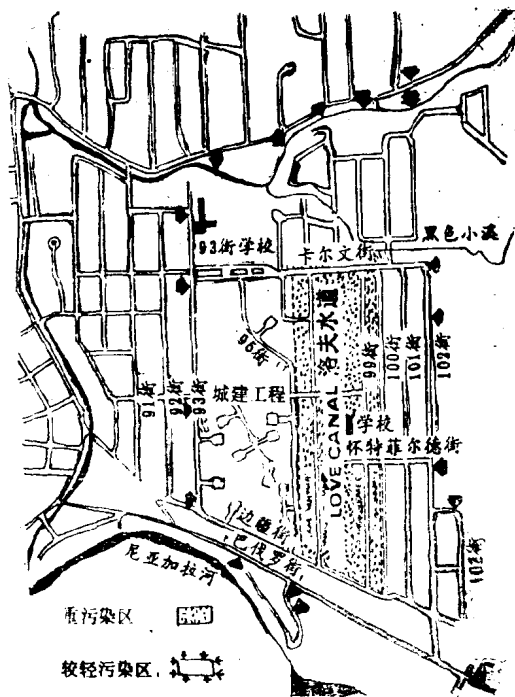 93街学校
卡尔文街
黑色小溪
96街
LOVE CANAL 洛夫水道
99街
100街
101街
102街
91街
92街
93街
城建工程
学校
怀特菲尔德街
边疆街
巴伐罗街
尼亚加拉河
102街
重污染区
较轻污染区